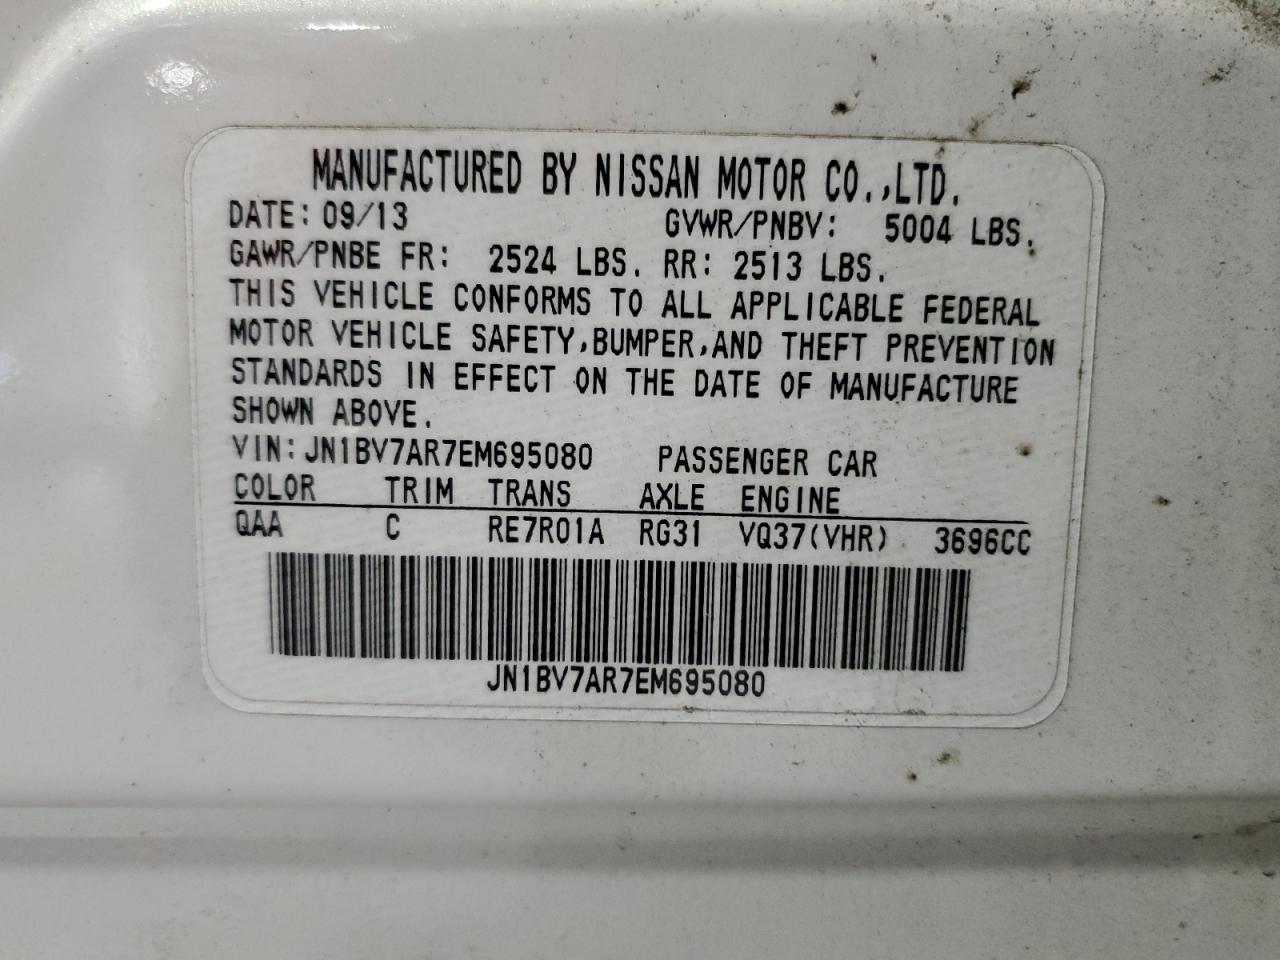 MANUFACTURED BY NISSAN MOTOR CO.,LTD.
DATE: 09/13 GVWR/PNBV: 5004 LBS.
GAWR/PNBE FR: 2524 LBS. RR: 2513 LBS.
THIS VEHICLE CONFORMS TO ALL APPLICABLE FEDERAL
MOTOR VEHICLE SAFETY,BUMPER,AND THEFT PREVENTION
STANDARDS IN EFFECT ON THE DATE OF MANUFACTURE
SHOWN ABOVE.
VIN: JN1BV7AR7EM695080 PASSENGER CAR
COLOR TRIM TRANS AXLE ENGINE
QAA C RE7R01A RG31 VQ37(VHR) 3696CC
JN1BV7AR7EM695080